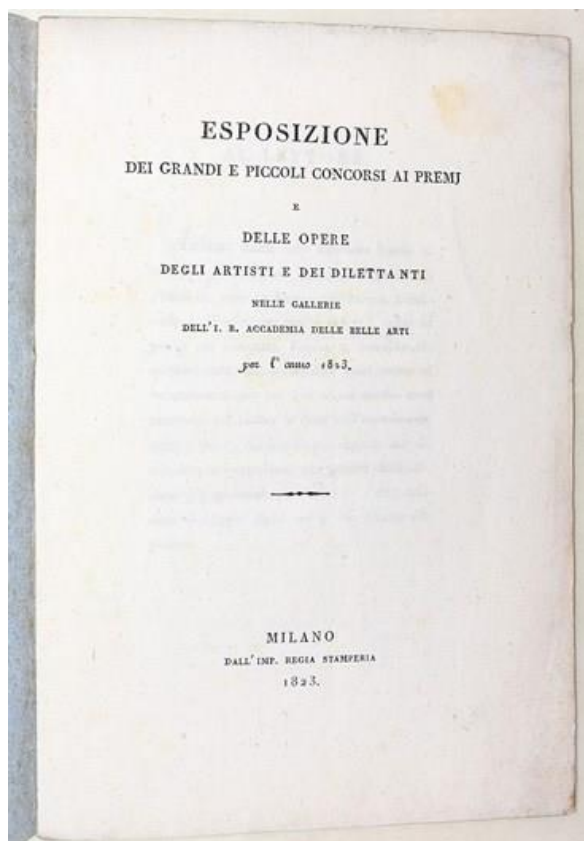 ESPOSIZIONE
DEI GRANDI E PICCOLI CONCORSI AI PREMJ
E
DELLE OPERE
DEGLI ARTISTI E DEI DILETTANTI
NELLE GALLERIE
DELL'I. R. ACCADEMIA DELLE BELLE ARTI
per l'anno 1823.
MILANO
DALL'IMP. REGIA STAMPERIA
1823.